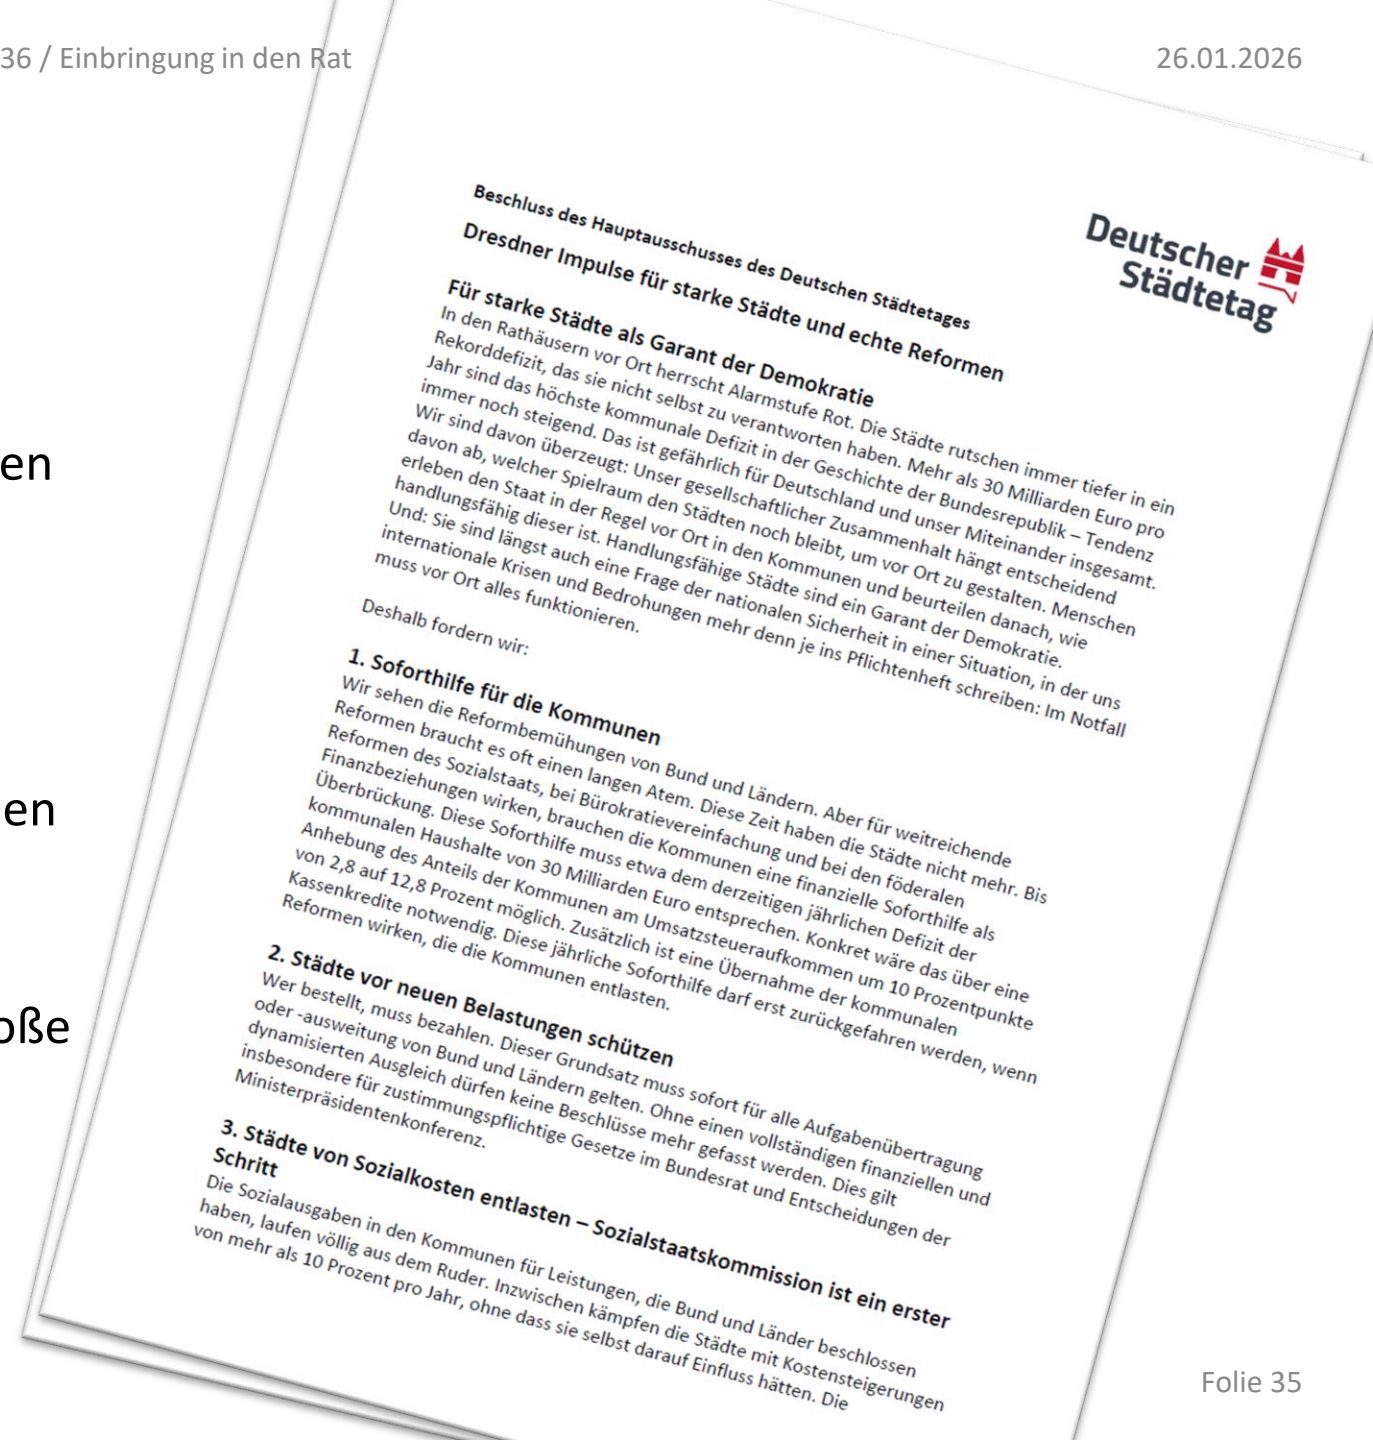 36 / Einbringung in den Rat
26.01.2026
en
en
oße
Deutscher
Städtetag
Beschluss des Hauptausschusses des Deutschen Städtetages
Dresdner Impulse für starke Städte und echte Reformen
Für starke Städte als Garant der Demokratie
In den Rathäusern vor Ort herrscht Alarmstufe Rot. Die Städte rutschen immer tiefer in ein
Rekorddefizit, das sie nicht selbst zu verantworten haben. Mehr als 30 Milliarden Euro pro
Jahr sind das höchste kommunale Defizit in der Geschichte der Bundesrepublik – Tendenz
immer noch steigend. Das ist gefährlich für Deutschland und unser Miteinander insgesamt.
Wir sind davon überzeugt: Unser gesellschaftlicher Zusammenhalt hängt entscheidend
davon ab, welcher Spielraum den Städten noch bleibt, um vor Ort zu gestalten. Menschen
erleben den Staat in der Regel vor Ort in den Kommunen und beurteilen danach, wie
handlungsfähig dieser ist. Handlungsfähige Städte sind ein Garant der Demokratie.
Und: Sie sind längst auch eine Frage der nationalen Sicherheit in einer Situation, in der uns
internationale Krisen und Bedrohungen mehr denn je ins Pflichtenheft schreiben: Im Notfall
muss vor Ort alles funktionieren.
Deshalb fordern wir:
1. Soforthilfe für die Kommunen
Wir sehen die Reformbemühungen von Bund und Ländern. Aber für weitreichende
Reformen braucht es oft einen langen Atem. Diese Zeit haben die Städte nicht mehr. Bis
Reformen des Sozialstaats, bei Bürokratievereinfachung und bei den föderalen
Finanzbeziehungen wirken, brauchen die Kommunen eine finanzielle Soforthilfe als
Überbrückung. Diese Soforthilfe muss etwa dem derzeitigen jährlichen Defizit der
kommunalen Haushalte von 30 Milliarden Euro entsprechen. Konkret wäre das über eine
Anhebung des Anteils der Kommunen am Umsatzsteueraufkommen um 10 Prozentpunkte
von 2,8 auf 12,8 Prozent möglich. Zusätzlich ist eine Übernahme der kommunalen
Kassenkredite notwendig. Diese jährliche Soforthilfe darf erst zurückgefahren werden, wenn
Reformen wirken, die die Kommunen entlasten.
2. Städte vor neuen Belastungen schützen
Wer bestellt, muss bezahlen. Dieser Grundsatz muss sofort für alle Aufgabenübertragung
oder -ausweitung von Bund und Ländern gelten. Ohne einen vollständigen finanziellen und
dynamisierten Ausgleich dürfen keine Beschlüsse mehr gefasst werden. Dies gilt
insbesondere für zustimmungspflichtige Gesetze im Bundesrat und Entscheidungen der
Ministerpräsidentenkonferenz.
3. Städte von Sozialkosten entlasten – Sozialstaatskommission ist ein erster
Schritt
Die Sozialausgaben in den Kommunen für Leistungen, die Bund und Länder beschlossen
haben, laufen völlig aus dem Ruder. Inzwischen kämpfen die Städte mit Kostensteigerungen
von mehr als 10 Prozent pro Jahr, ohne dass sie selbst darauf Einfluss hätten. Die
Folie 35